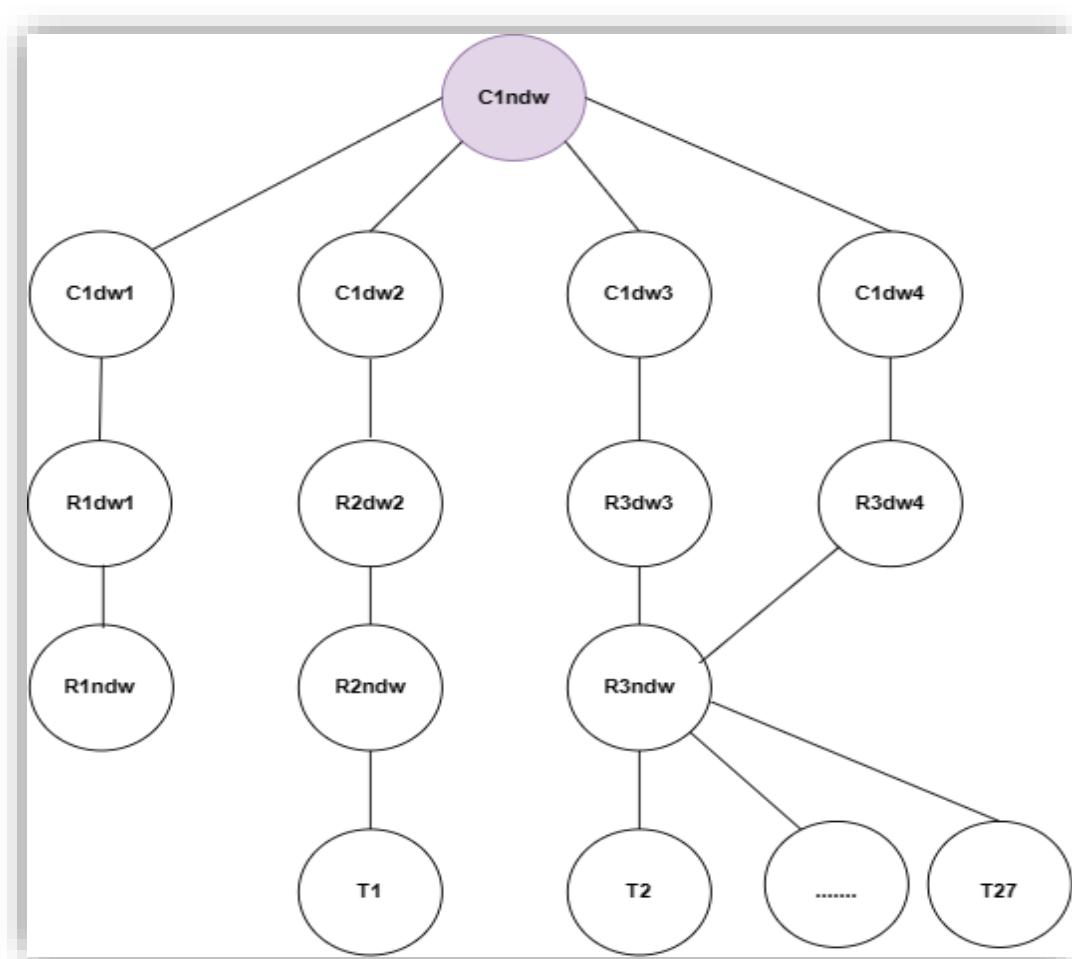 C1ndw
C1dw1 C1dw2 C1dw3 C1dw4
R1dw1 R2dw2 R3dw3 R3dw4
R1ndw R2ndw R3ndw
T1 T2 ....... T27